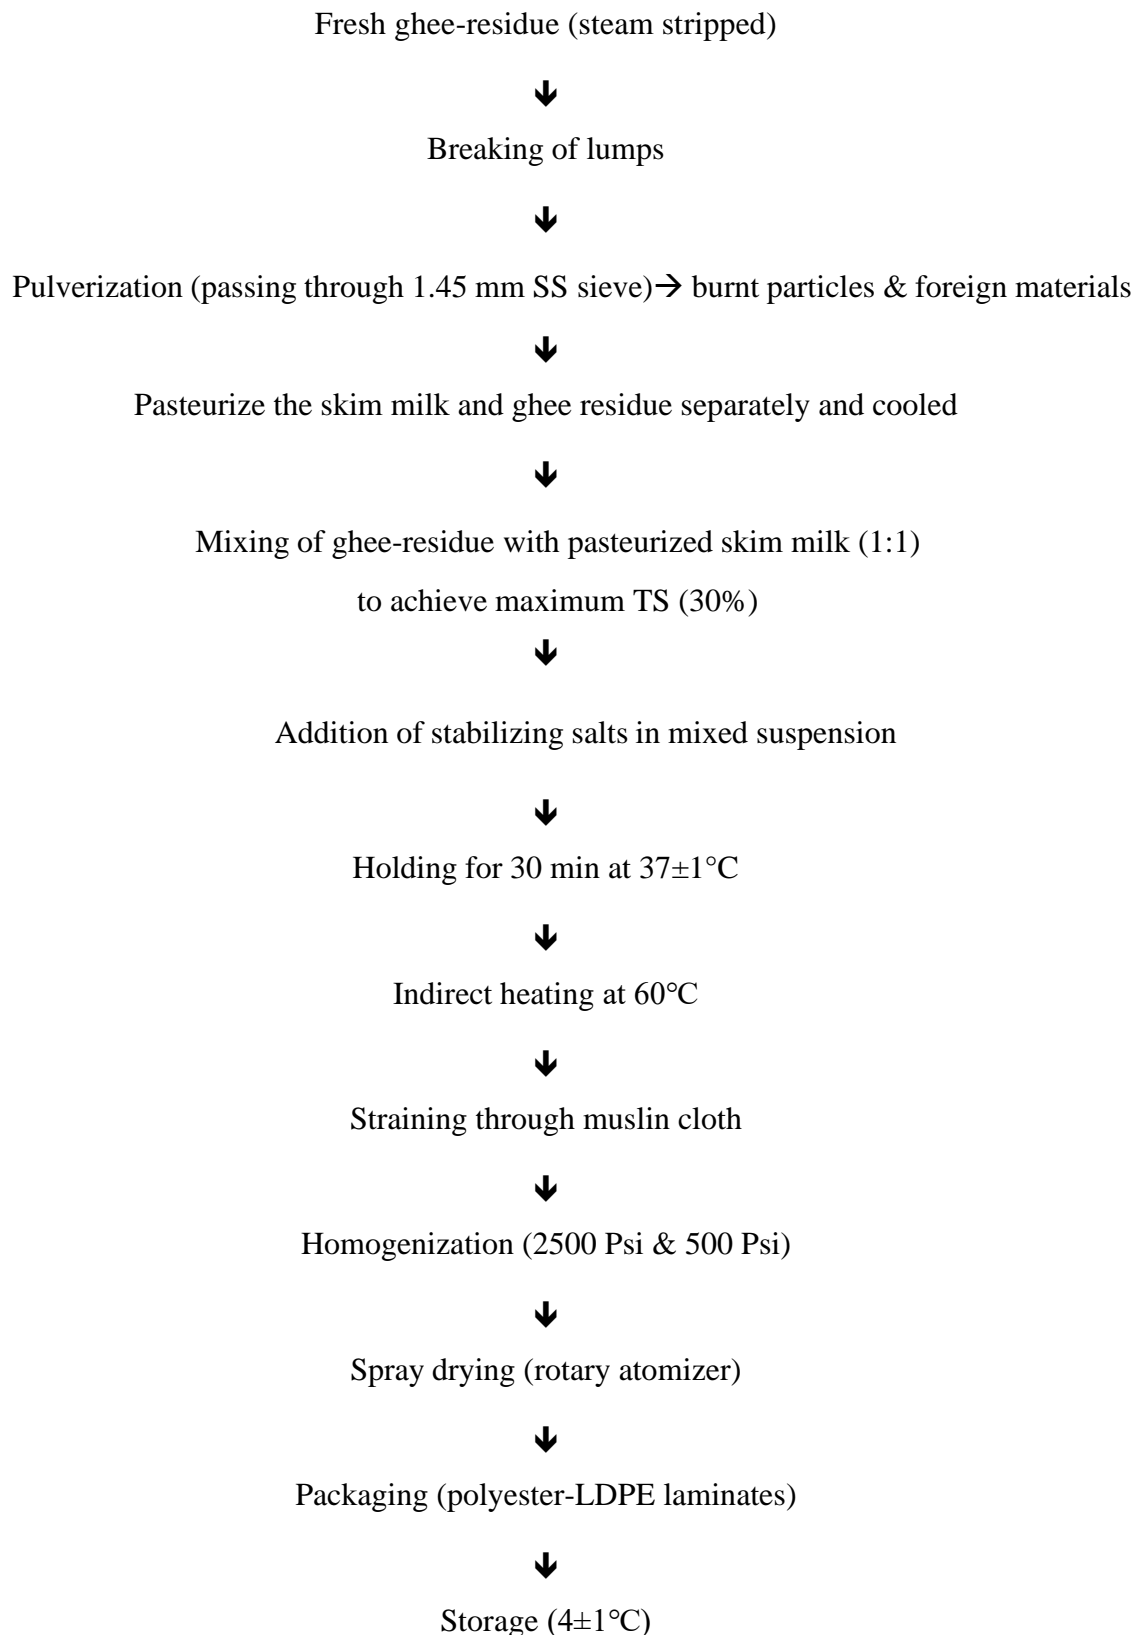 Fresh ghee-residue (steam stripped)
🡫
Breaking of lumps
🡫
Pulverization (passing through 1.45 mm SS sieve)→ burnt particles & foreign materials
🡫
Pasteurize the skim milk and ghee residue separately and cooled
🡫
Mixing of ghee-residue with pasteurized skim milk (1:1)
to achieve maximum TS (30%)
🡫
Addition of stabilizing salts in mixed suspension
🡫
Holding for 30 min at 37±1°C
🡫
Indirect heating at 60°C
🡫
Straining through muslin cloth
🡫
Homogenization (2500 Psi & 500 Psi)
🡫
Spray drying (rotary atomizer)
🡫
Packaging (polyester-LDPE laminates)
🡫
Storage (4±1°C)